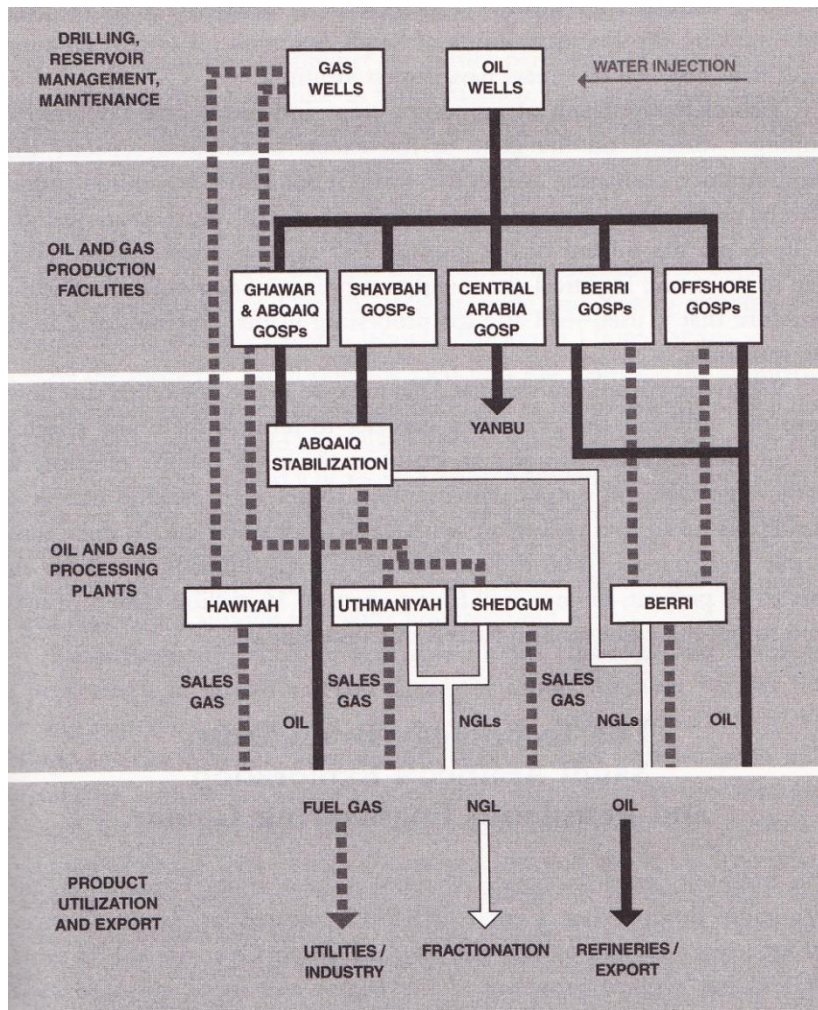 DRILLING,
RESERVOIR
MANAGEMENT,
MAINTENANCE
GAS
WELLS
OIL
WELLS
WATER INJECTION
OIL AND GAS
PRODUCTION
FACILITIES
GHAWAR
& ABQAIQ
GOSPs
SHAYBAH
GOSPs
CENTRAL
ARABIA
GOSP
BERRI
GOSPs
OFFSHORE
GOSPs
YANBU
ABQAIQ
STABILIZATION
OIL AND GAS
PROCESSING
PLANTS
HAWIYAH
UTHMANIYAH
SHEDGUM
BERRI
SALES
GAS
OIL
SALES
GAS
NGLs
SALES
GAS
NGLs
OIL
FUEL GAS
NGL
OIL
PRODUCT
UTILIZATION
AND EXPORT
UTILITIES /
INDUSTRY
FRACTIONATION
REFINERIES /
EXPORT